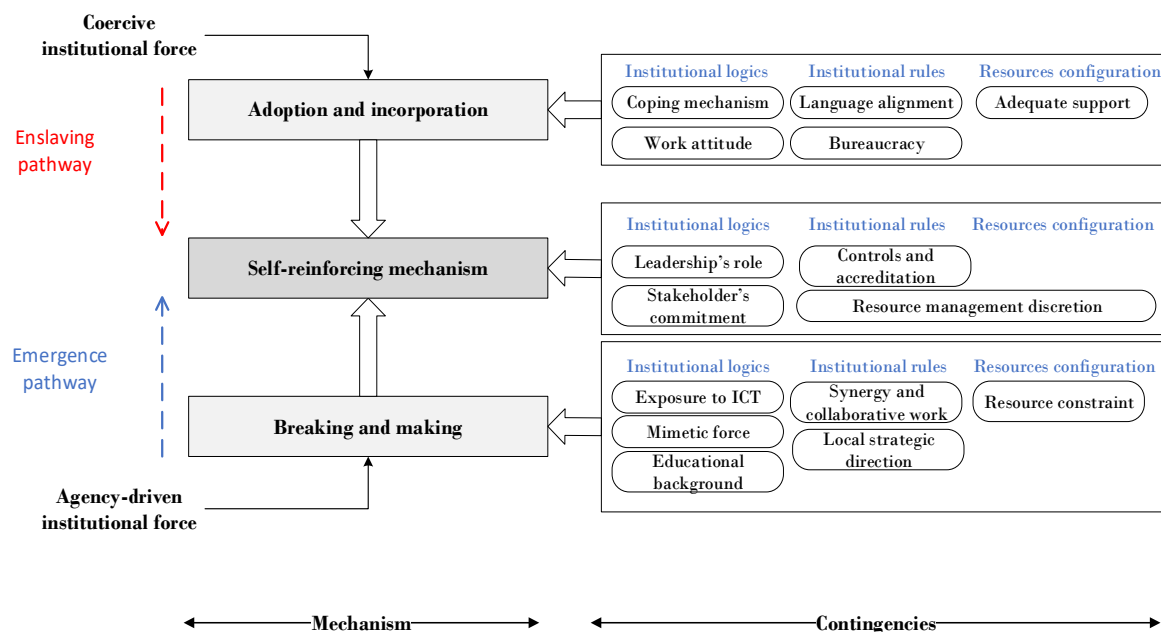 Coercive
institutional force
Enslaving
pathway
Emergence
pathway
Agency-driven
institutional force
Adoption and incorporation
Self-reinforcing mechanism
Breaking and making
Institutional logics
Institutional rules
Resources configuration
Coping mechanism
Language alignment
Adequate support
Work attitude
Bureaucracy
Institutional logics
Institutional rules
Resources configuration
Leadership's role
Controls and
accreditation
Stakeholder's
commitment
Resource management discretion
Institutional logics
Institutional rules
Resources configuration
Exposure to ICT
Synergy and
collaborative work
Resource constraint
Mimetic force
Local strategic
direction
Educational
background
Mechanism
Contingencies